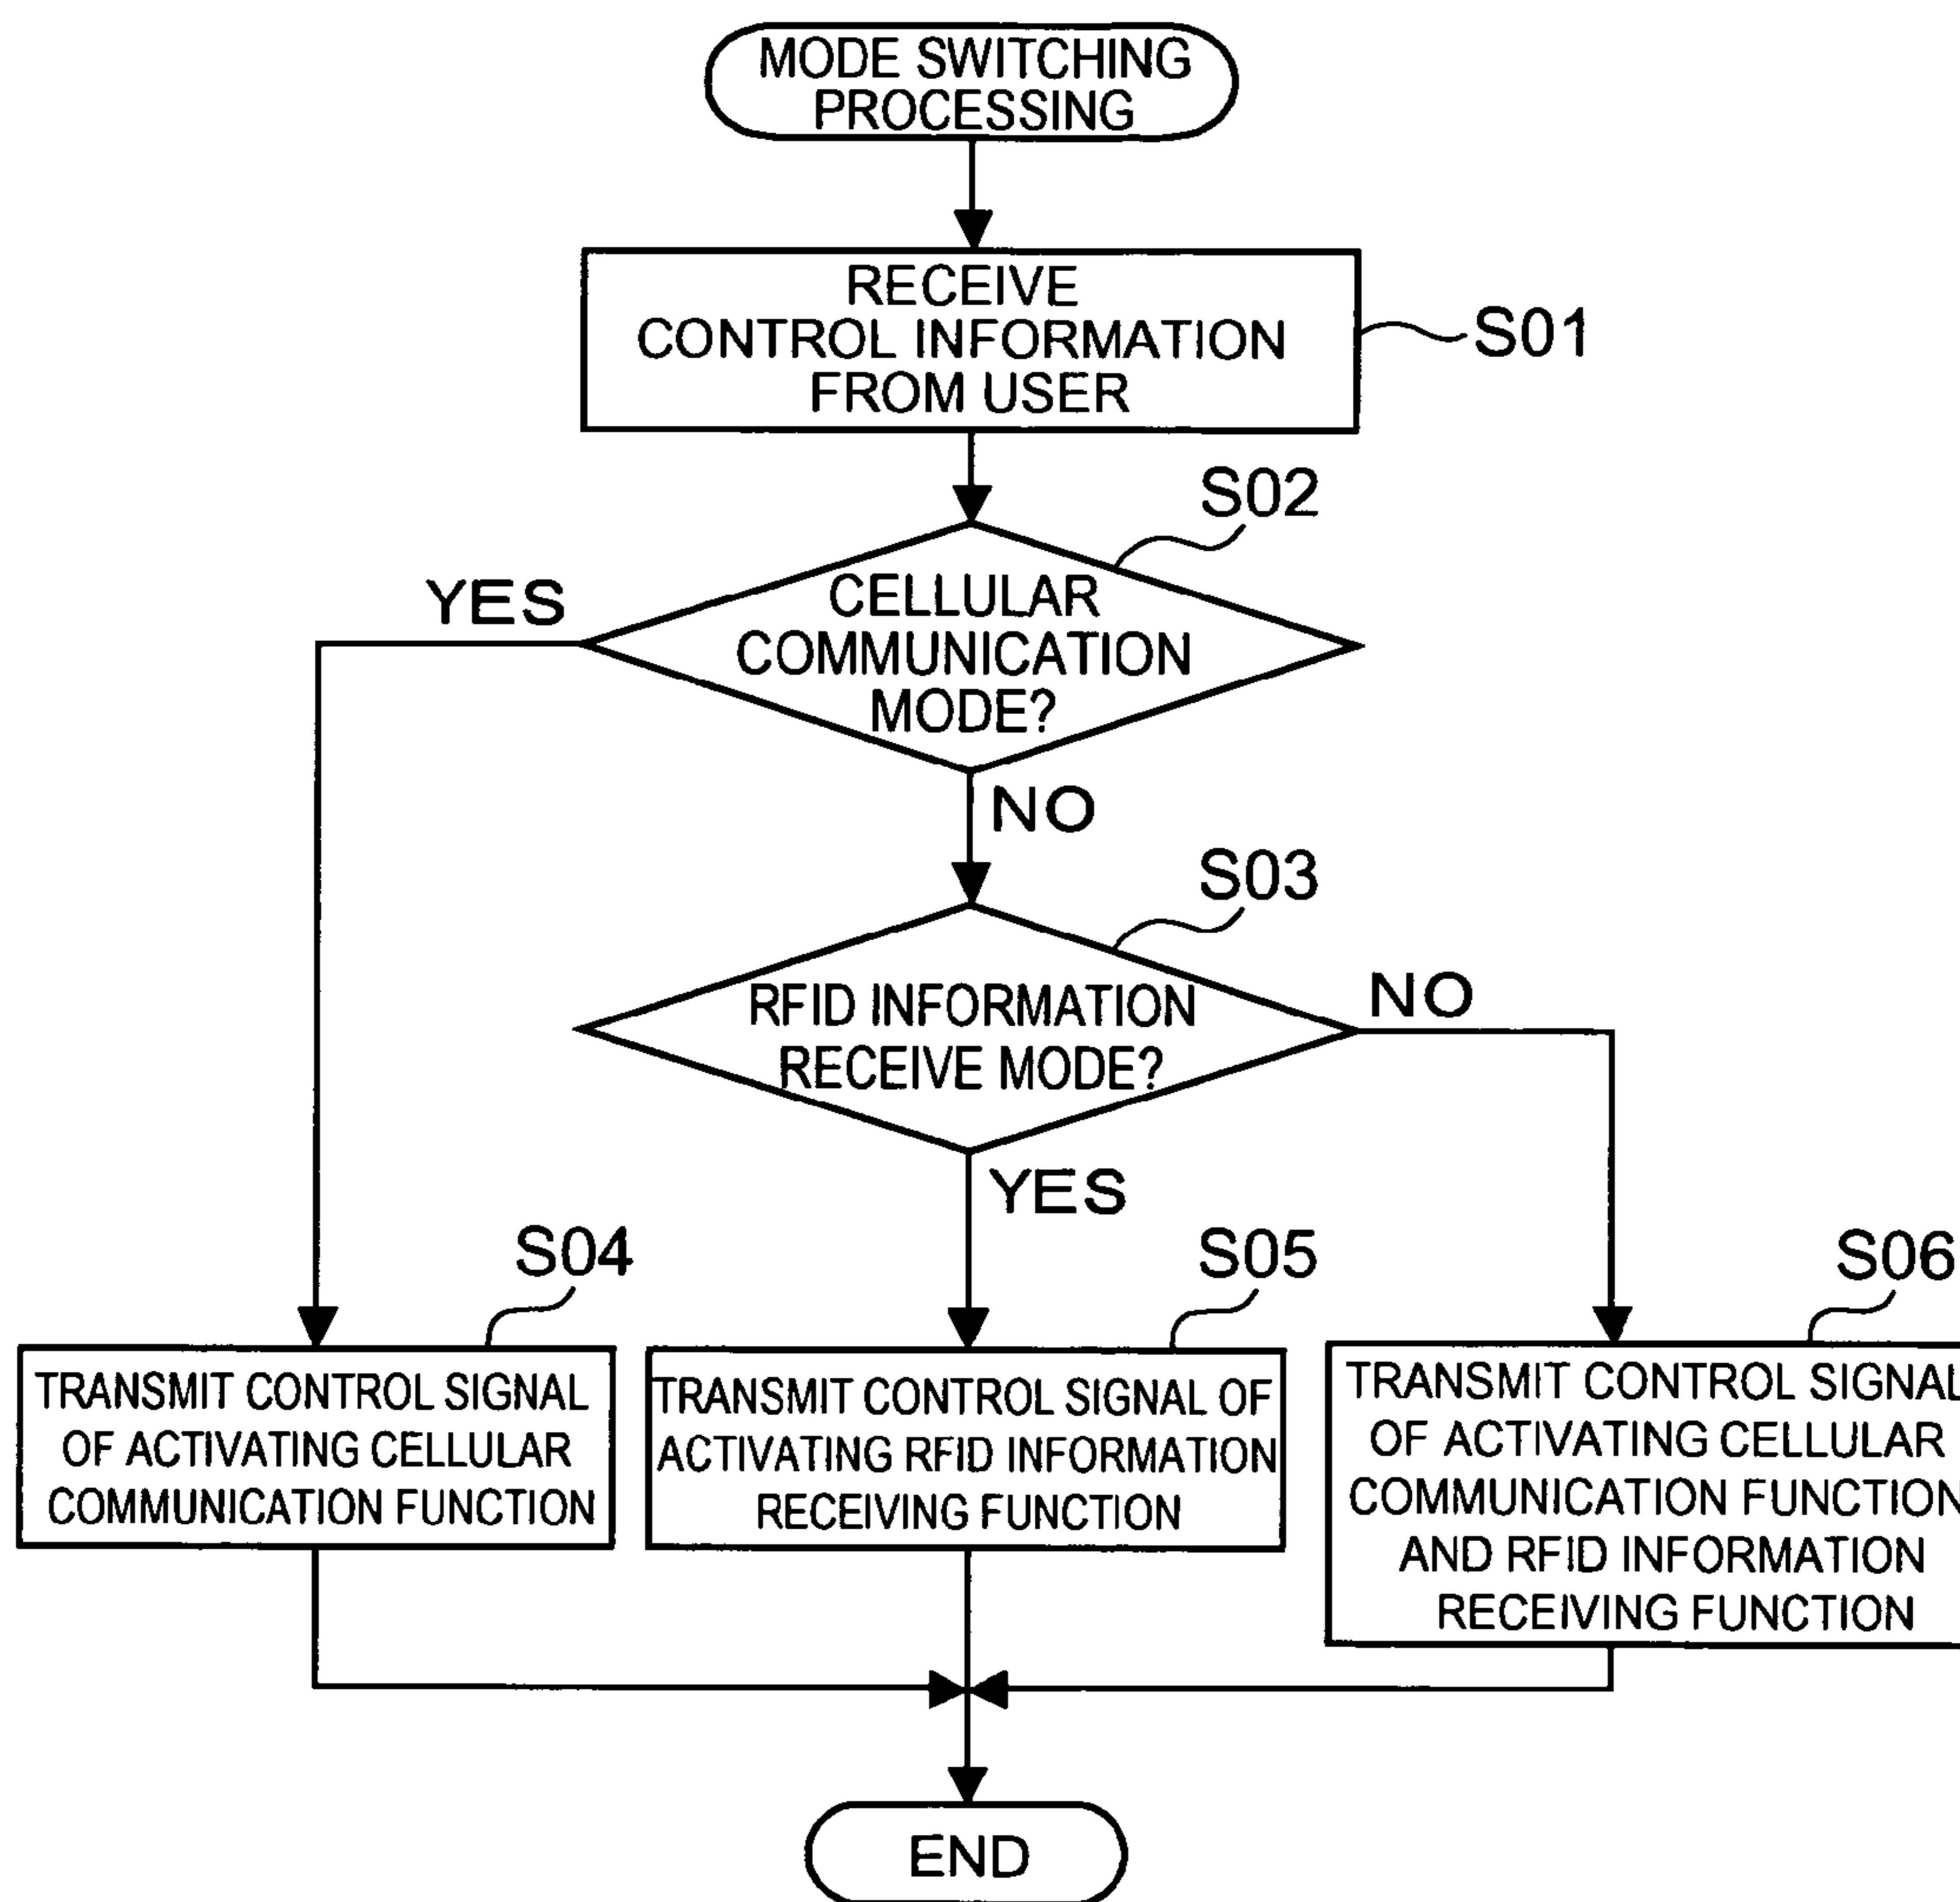 MODE SWITCHING
PROCESSING
RECEIVE
CONTROL INFORMATION
FROM USER
S01
S02
CELLULAR
COMMUNICATION
MODE?
YES
NO
S03
RFID INFORMATION
RECEIVE MODE?
NO
YES
S04
TRANSMIT CONTROL SIGNAL
OF ACTIVATING CELLULAR
COMMUNICATION FUNCTION
S05
TRANSMIT CONTROL SIGNAL OF
ACTIVATING RFID INFORMATION
RECEIVING FUNCTION
S06
TRANSMIT CONTROL SIGNAL
OF ACTIVATING CELLULAR
COMMUNICATION FUNCTION
AND RFID INFORMATION
RECEIVING FUNCTION
END